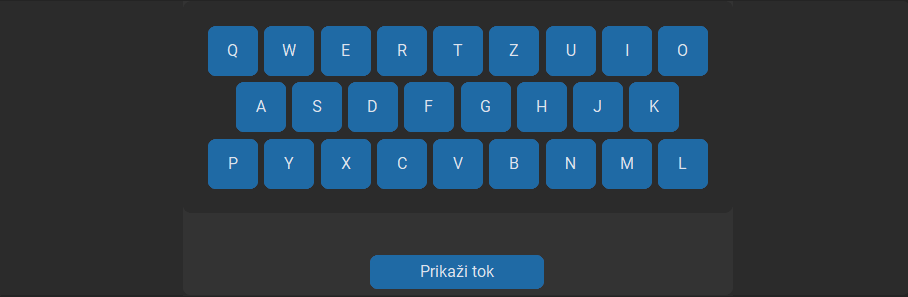 Q W E R T Z U I O
A S D F G H J K
P Y X C V B N M L
Prikaži tok